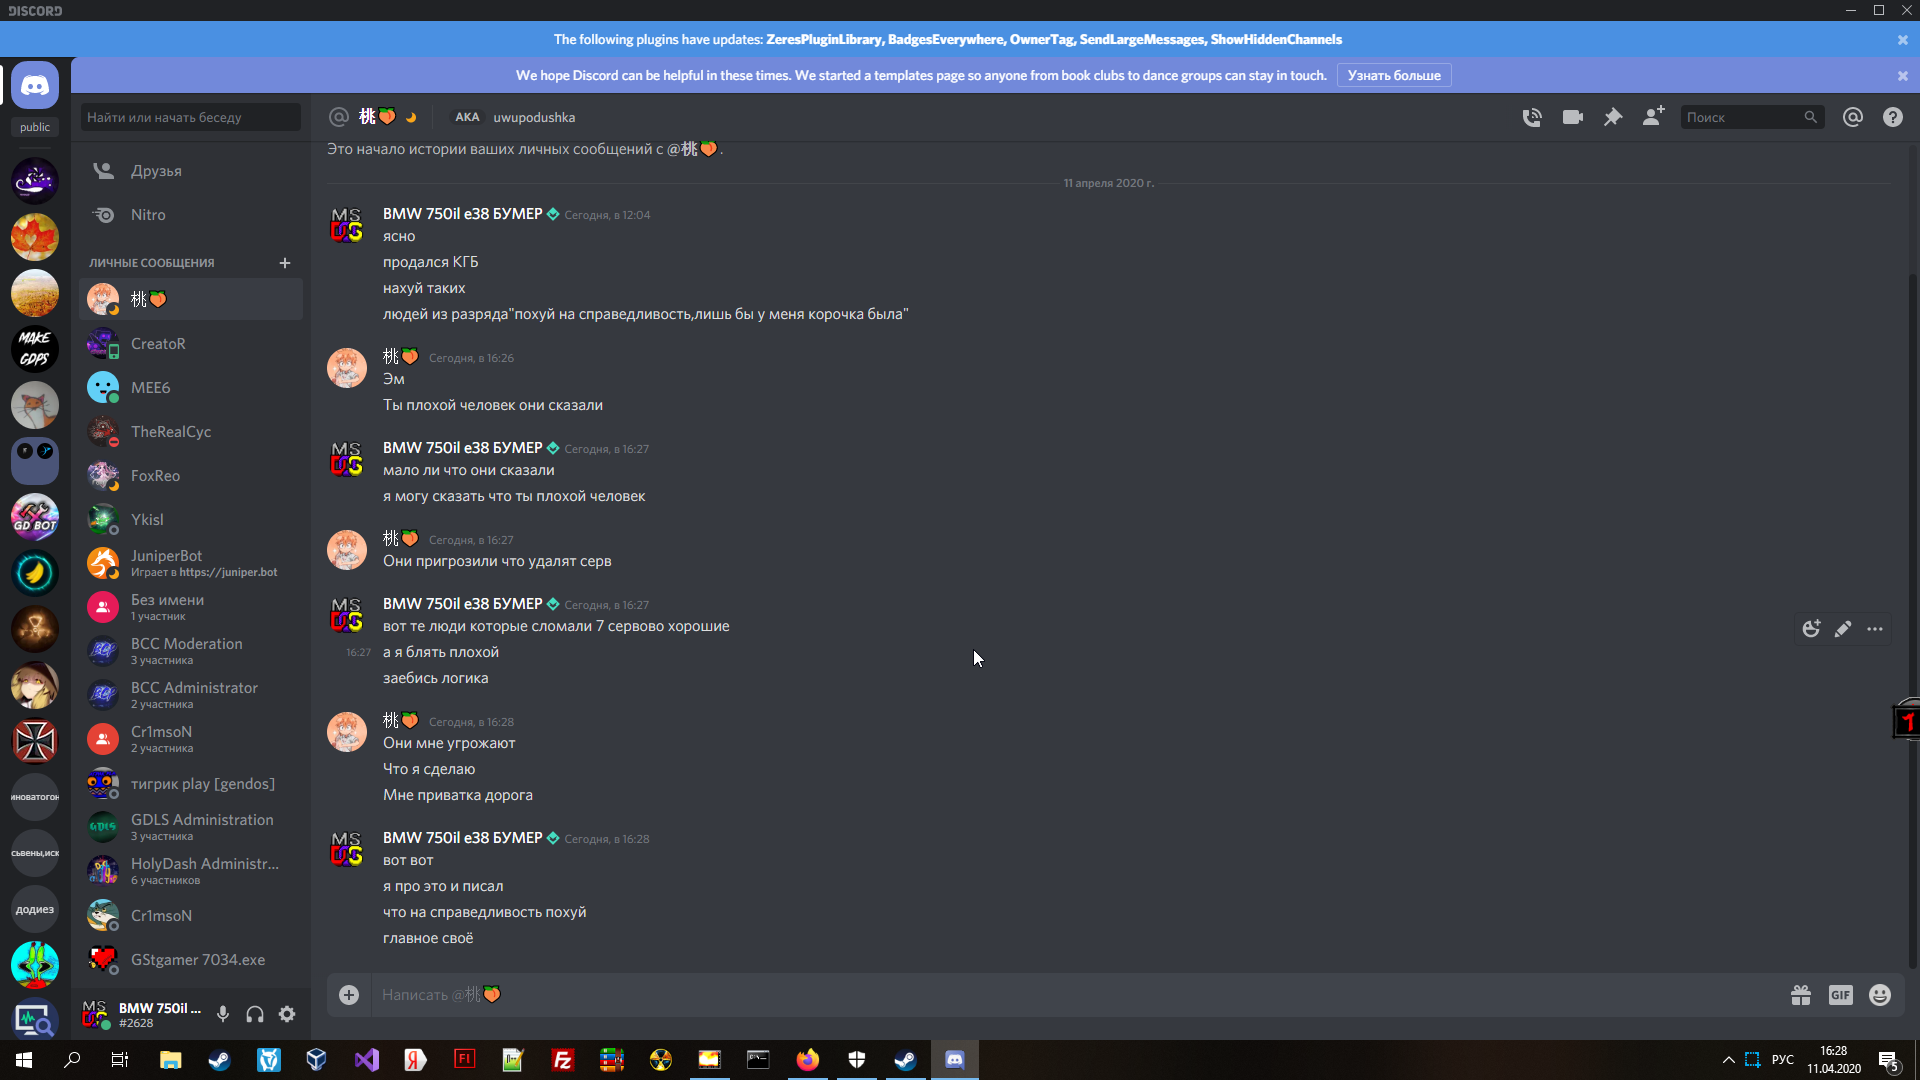 DISCORD
The following plugins have updates: ZeresPluginLibrary, BadgesEverywhere, OwnerTag, SendLargeMessages, ShowHiddenChannels
We hope Discord can be helpful in these times. We started a templates page so anyone from book clubs to dance groups can stay in touch. Узнать больше
public
MAKE
GDPS
GD BOT
иноватогон
сьвены,иск
додиез
Найти или начать беседу
Друзья
Nitro
ЛИЧНЫЕ СООБЩЕНИЯ
桃🍑
CreatoR
MEE6
TheRealCyc
FoxReo
Ykisl
JuniperBot
Играет в https://juniper.bot
Без имени
1 участник
BCC Moderation
3 участника
BCC Administrator
2 участника
Cr1msoN
2 участника
тигрик play [gendos]
GDLS Administration
3 участника
HolyDash Administr...
6 участников
Cr1msoN
GStgamer 7034.exe
BMW 750il ...
#2628
@ 桃🍑 AKA uwupodushka
Поиск
Это начало истории ваших личных сообщений с @桃🍑.
11 апреля 2020 г.
BMW 750il e38 БУМЕР Сегодня, в 12:04
ясно
продался КГБ
нахуй таких
людей из разряда"похуй на справедливость,лишь бы у меня корочка была"
桃🍑 Сегодня, в 16:26
Эм
Ты плохой человек они сказали
BMW 750il e38 БУМЕР Сегодня, в 16:27
мало ли что они сказали
я могу сказать что ты плохой человек
桃🍑 Сегодня, в 16:27
Они пригрозили что удалят серв
BMW 750il e38 БУМЕР Сегодня, в 16:27
вот те люди которые сломали 7 сервово хорошие
16:27 а я блять плохой
заебись логика
桃🍑 Сегодня, в 16:28
Они мне угрожают
Что я сделаю
Мне приватка дорога
BMW 750il e38 БУМЕР Сегодня, в 16:28
вот вот
я про это и писал
что на справедливость похуй
главное своё
Написать @桃🍑
GIF
РУС
16:28
11.04.2020
5